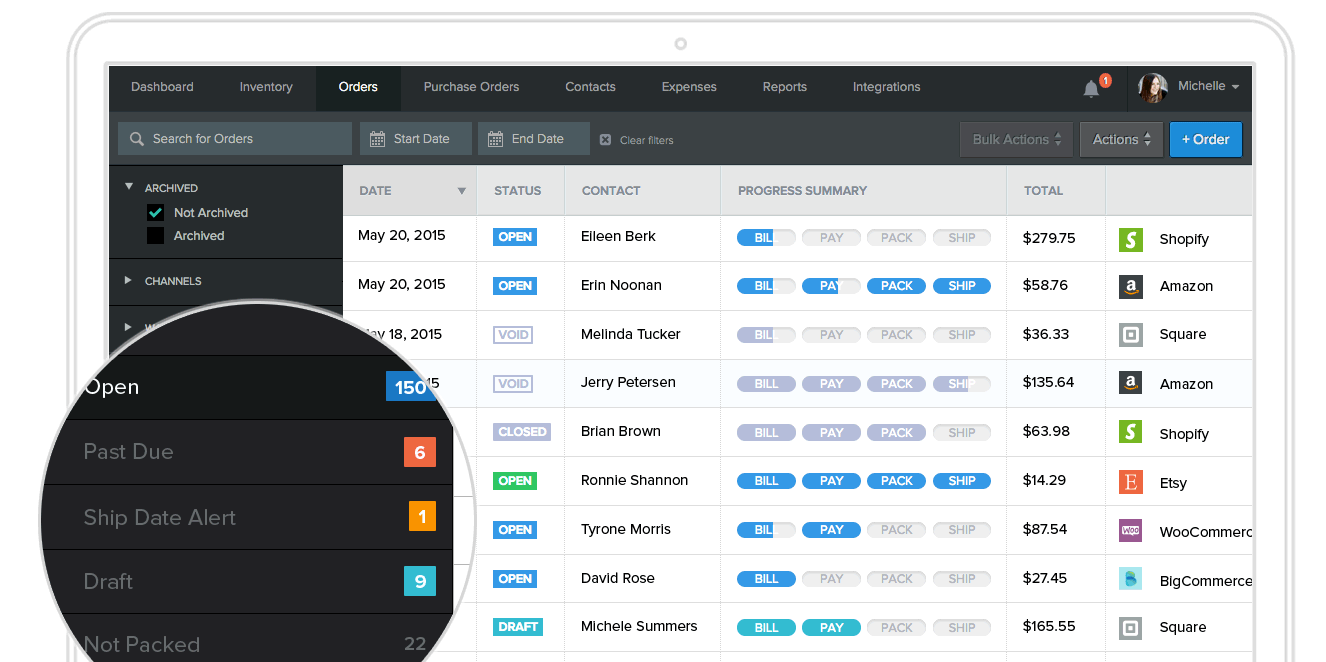 Dashboard Inventory Orders Purchase Orders Contacts Expenses Reports Integrations 1 Michelle
Search for Orders Start Date End Date Clear filters Bulk Actions Actions + Order
ARCHIVED
Not Archived
Archived
CHANNELS
DATE STATUS CONTACT PROGRESS SUMMARY TOTAL
May 20, 2015 OPEN Eileen Berk BILL PAY PACK SHIP $279.75 Shopify
May 20, 2015 OPEN Erin Noonan BILL PAY PACK SHIP $58.76 Amazon
May 18, 2015 VOID Melinda Tucker BILL PAY PACK SHIP $36.33 Square
15 VOID Jerry Petersen BILL PAY PACK SHIP $135.64 Amazon
CLOSED Brian Brown BILL PAY PACK SHIP $63.98 Shopify
OPEN Ronnie Shannon BILL PAY PACK SHIP $14.29 Etsy
OPEN Tyrone Morris BILL PAY PACK SHIP $87.54 WooCommerc
OPEN David Rose BILL PAY PACK SHIP $27.45 BigCommerce
DRAFT Michele Summers BILL PAY PACK SHIP $165.55 Square
Open 150
Past Due 6
Ship Date Alert 1
Draft 9
Not Packed 22